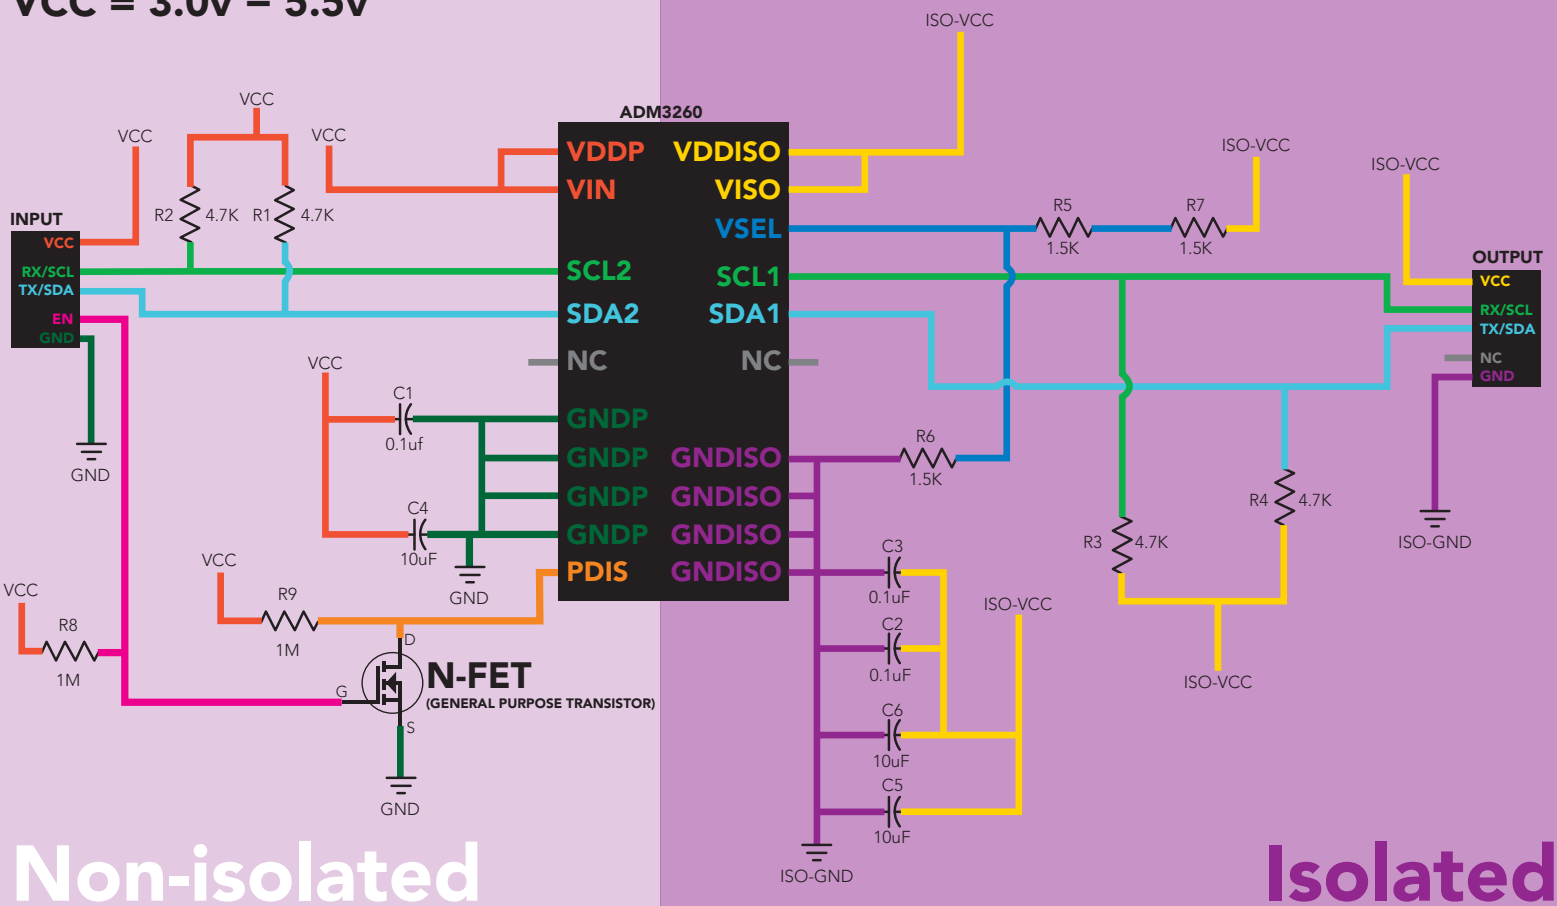 VCC = 3.0v – 5.5v
ISO-VCC
VCC
ADM3260
VCC
VCC
ISO-VCC
ISO-VCC
VDDP
VDDISO
VIN
VISO
R2
4.7K
R1
4.7K
R5
1.5K
R7
1.5K
VSEL
INPUT
VCC
RX/SCL
TX/SDA
EN
GND
SCL2
SCL1
SDA2
SDA1
NC
NC
OUTPUT
VCC
RX/SCL
TX/SDA
NC
GND
VCC
C1
0.1uf
GNDP
GNDP
GNDISO
GNDP
GNDISO
GNDP
GNDISO
PDIS
GNDISO
R6
1.5K
GND
C4
10uF
GND
R4
4.7K
R3
4.7K
ISO-GND
C3
0.1uF
ISO-VCC
C2
0.1uF
C6
10uF
C5
10uF
ISO-VCC
VCC
R9
1M
VCC
R8
1M
D
G
S
N-FET
(GENERAL PURPOSE TRANSISTOR)
GND
ISO-GND
Non-isolated
Isolated